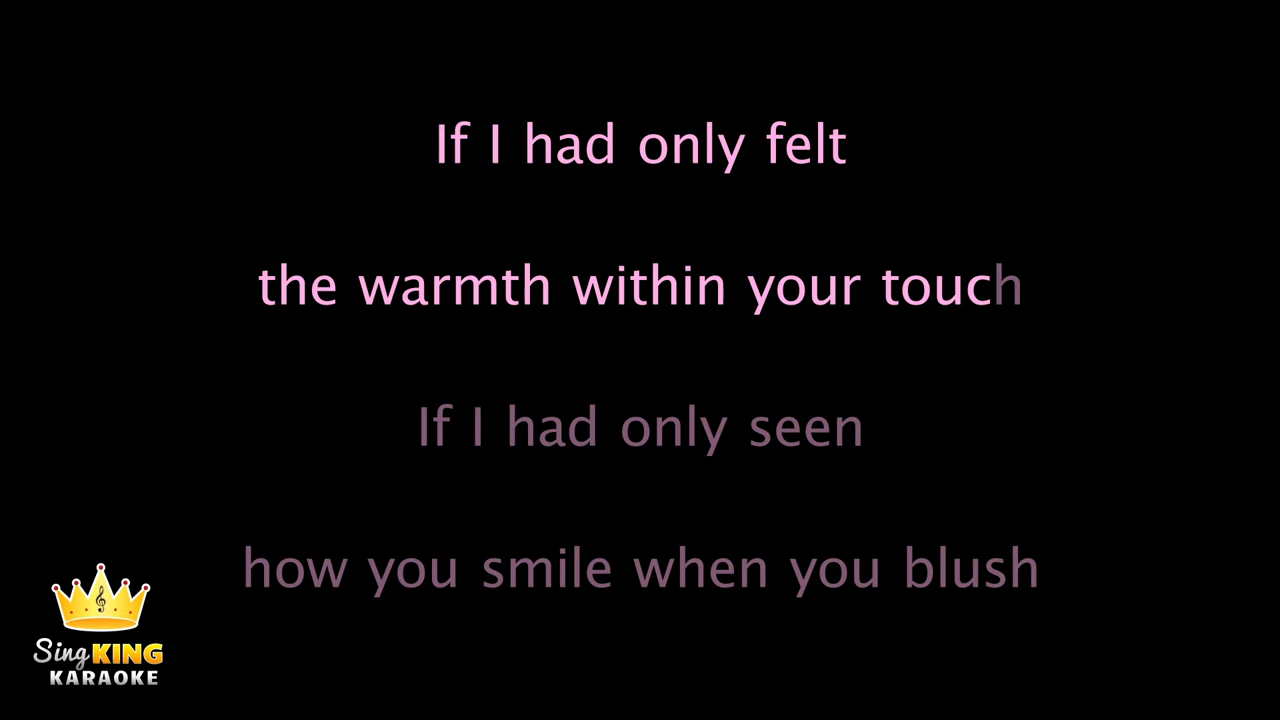 If I had only felt
the warmth within your touch
If I had only seen
how you smile when you blush
Sing KING
KARAOKE